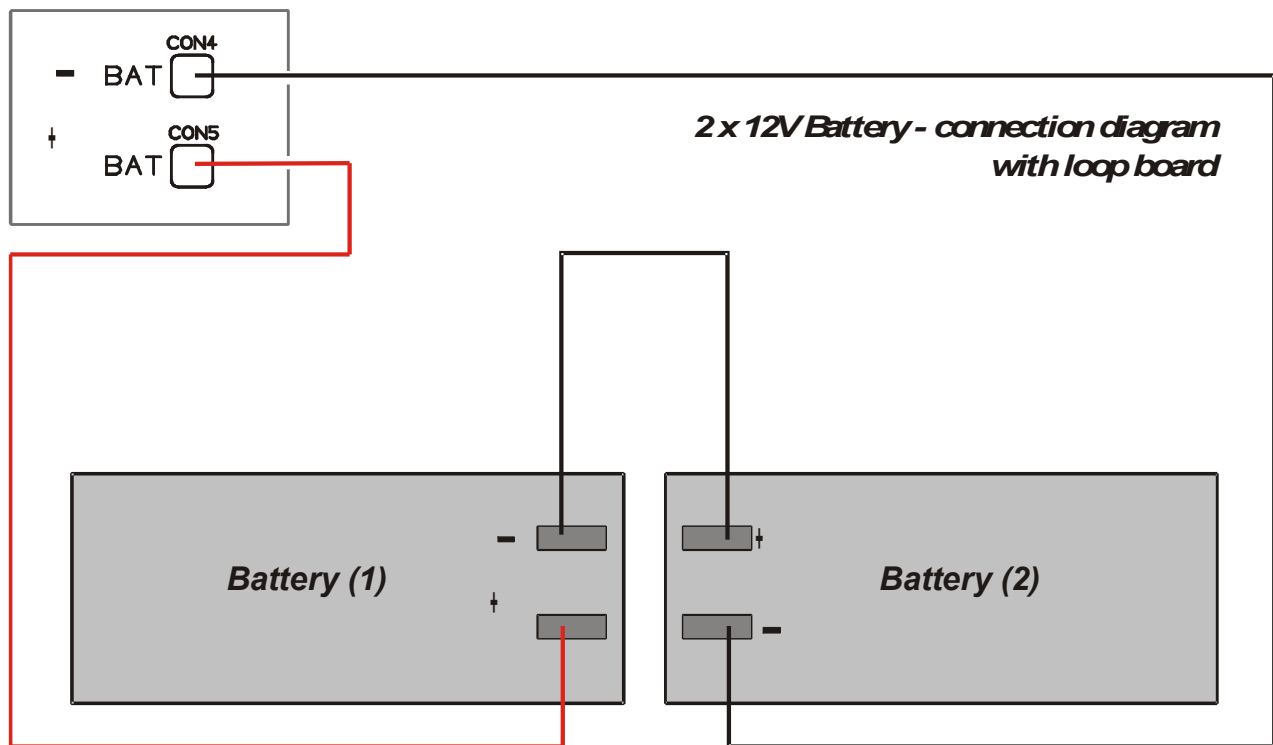 CON4
- BAT
CON5
+ BAT
2 x 12V Battery - connection diagram
with loop board
- +
Battery (1) Battery (2)
+ -